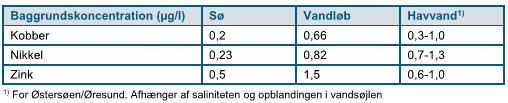 Baggrundskoncentration (µg/l) Sø Vandløb Havvand¹⁾
Kobber 0,2 0,66 0,3-1,0
Nikkel 0,23 0,82 0,7-1,3
Zink 0,5 1,5 0,6-1,0
¹⁾ For Østersøen/Øresund. Afhænger af saliniteten og opblandingen i vandsøjlen